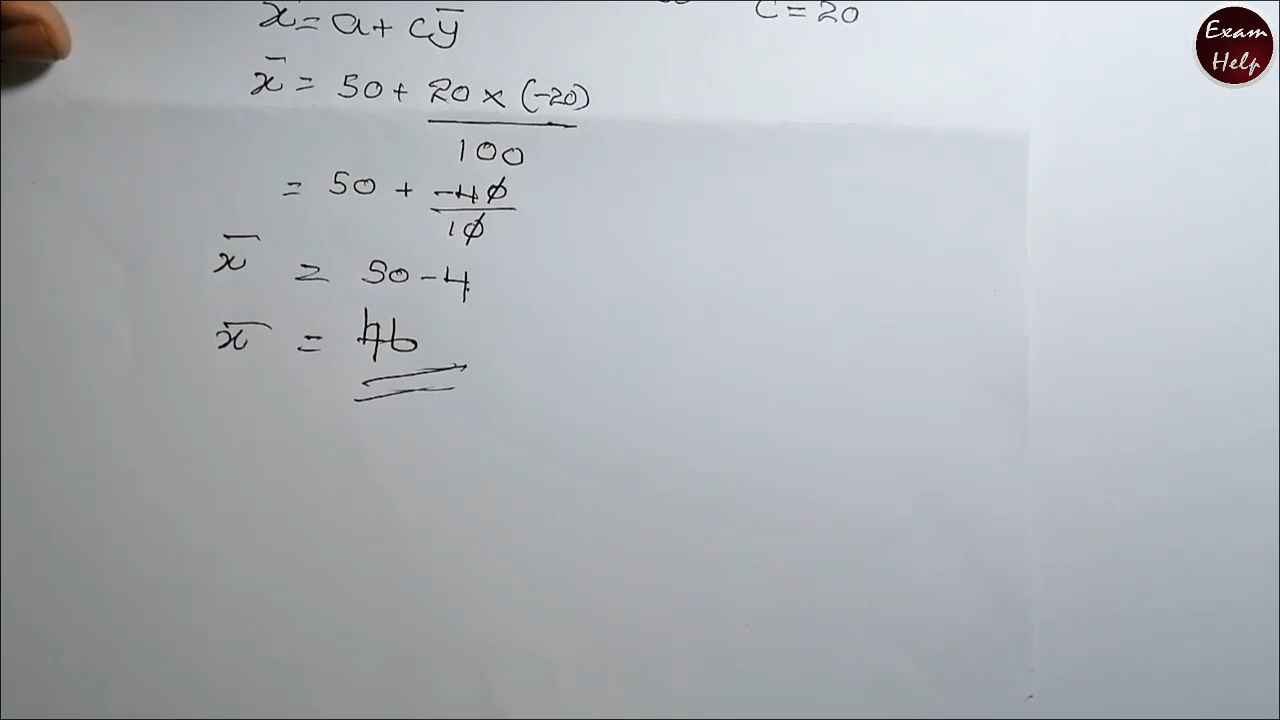 x̄ = a + cȳ
C = 20
x̄ = 50 + 20 × (-20)
100
= 50 + -40
10
x̄ = 50 - 4
x̄ = 46
Exam
Help